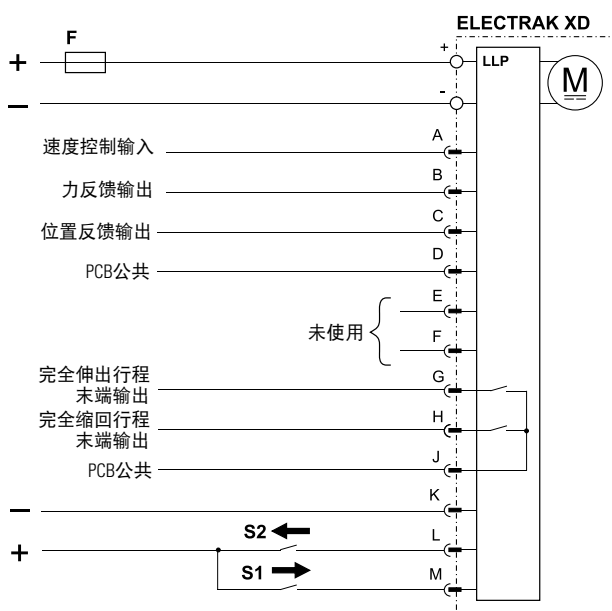 ELECTRAK XD
F
+
+
LLP
M
−
-
A
速度控制输入
B
力反馈输出
C
位置反馈输出
D
PCB公共
E
未使用
F
G
完全伸出行程
末端输出
H
完全缩回行程
末端输出
J
PCB公共
K
−
S2
L
+
S1
M